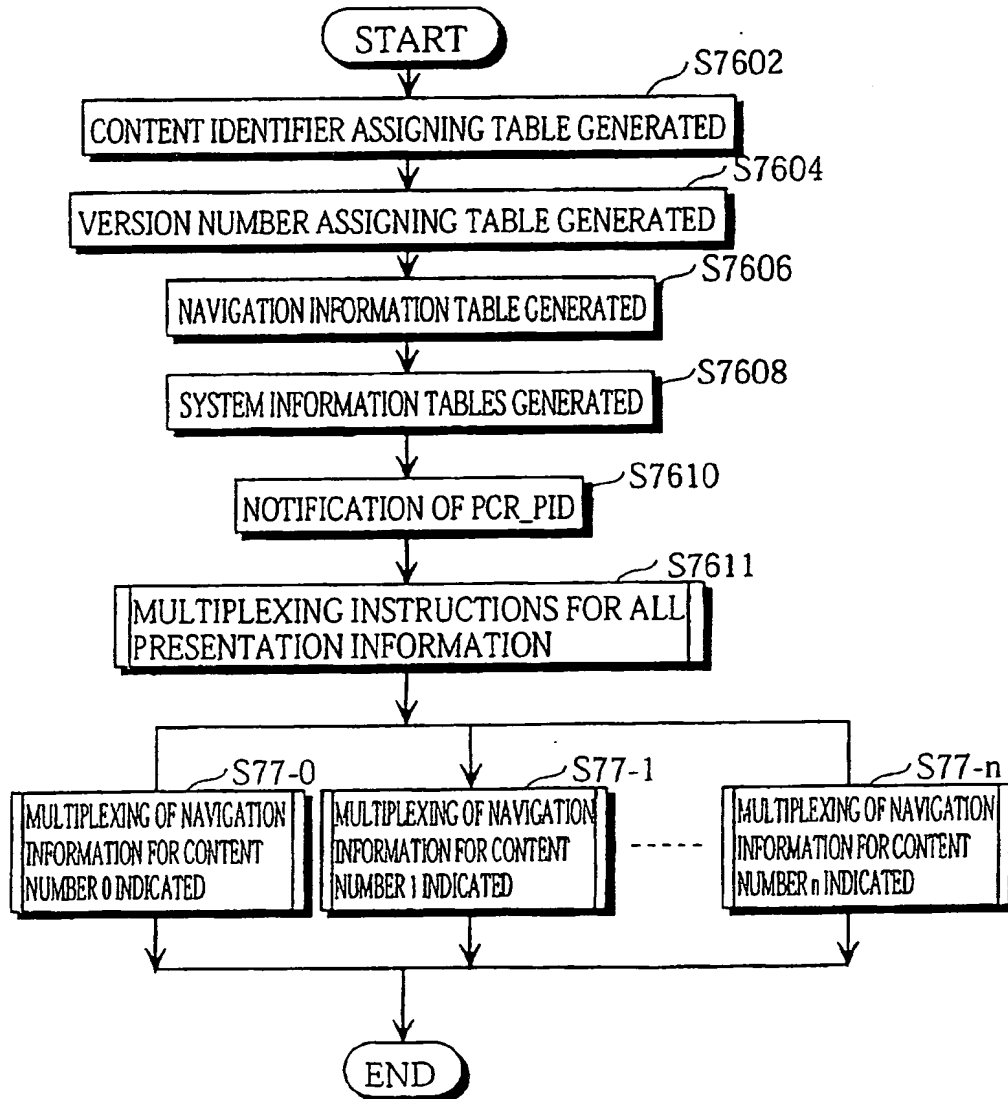 START
S7602
CONTENT IDENTIFIER ASSIGNING TABLE GENERATED
S7604
VERSION NUMBER ASSIGNING TABLE GENERATED
S7606
NAVIGATION INFORMATION TABLE GENERATED
S7608
SYSTEM INFORMATION TABLES GENERATED
S7610
NOTIFICATION OF PCR_PID
S7611
MULTIPLEXING INSTRUCTIONS FOR ALL
PRESENTATION INFORMATION
S77-0
MULTIPLEXING OF NAVIGATION
INFORMATION FOR CONTENT
NUMBER 0 INDICATED
S77-1
MULTIPLEXING OF NAVIGATION
INFORMATION FOR CONTENT
NUMBER 1 INDICATED
S77-n
MULTIPLEXING OF NAVIGATION
INFORMATION FOR CONTENT
NUMBER n INDICATED
END